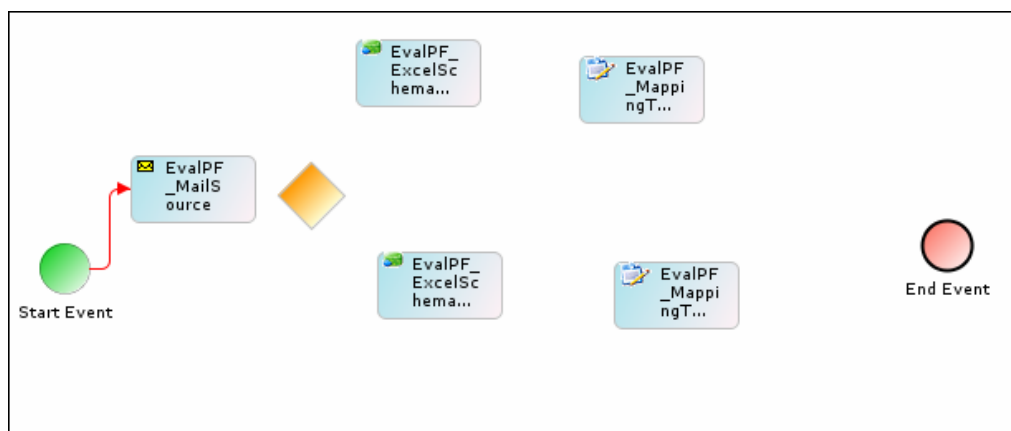 EvalPF_
ExcelSc
hema...
EvalPF
_Mappi
ngT...
EvalPF
_MailS
ource
Start Event
EvalPF_
ExcelSc
hema...
EvalPF
_Mappi
ngT...
End Event